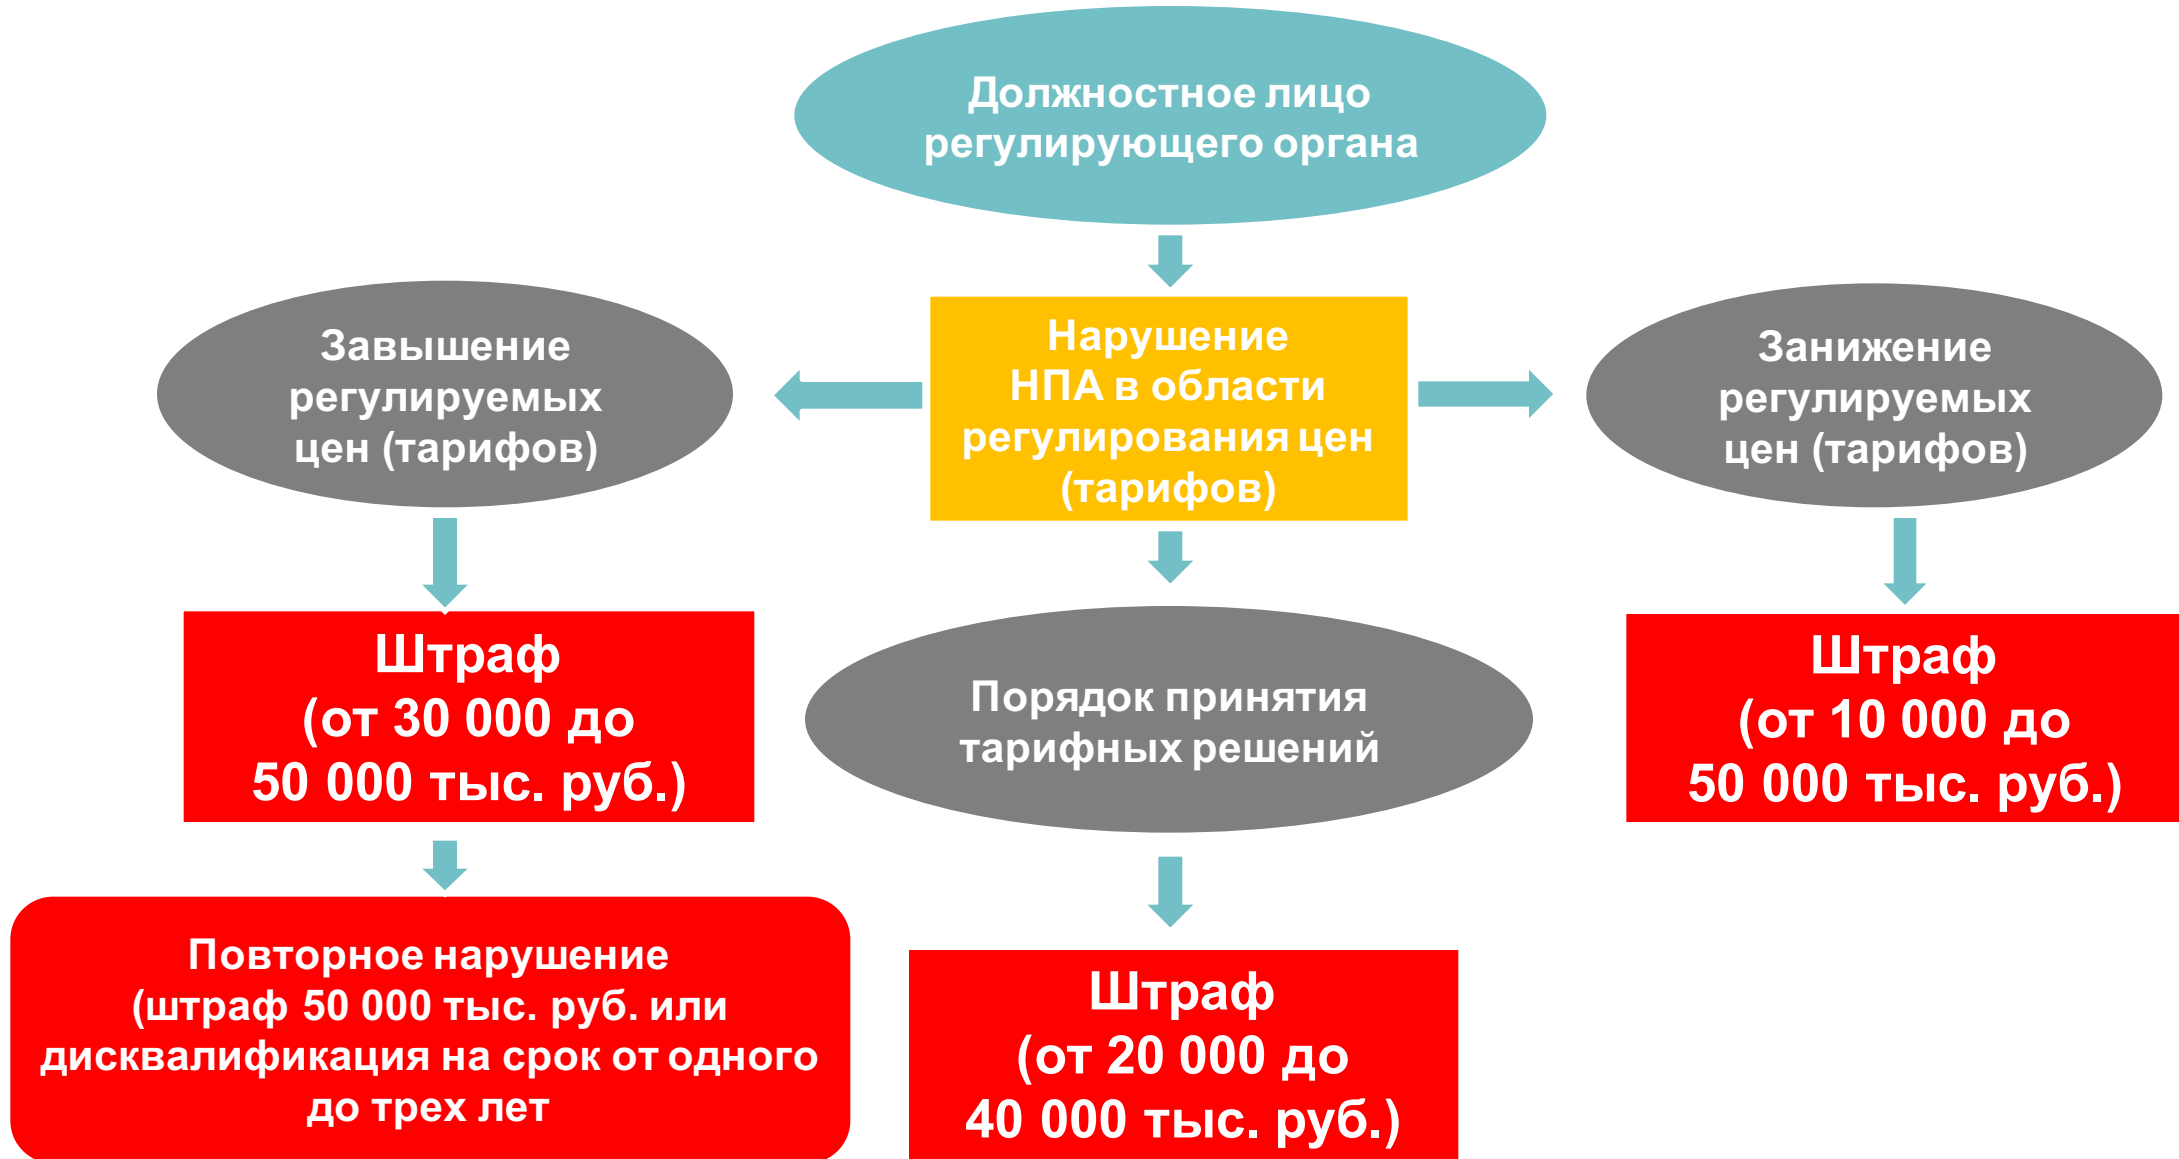 Должностное лицо
регулирующего органа
Завышение
регулируемых
цен (тарифов)
Нарушение
НПА в области
регулирования цен
(тарифов)
Занижение
регулируемых
цен (тарифов)
Штраф
(от 30 000 до
50 000 тыс. руб.)
Порядок принятия
тарифных решений
Штраф
(от 10 000 до
50 000 тыс. руб.)
Повторное нарушение
(штраф 50 000 тыс. руб. или
дисквалификация на срок от одного
до трех лет
Штраф
(от 20 000 до
40 000 тыс. руб.)